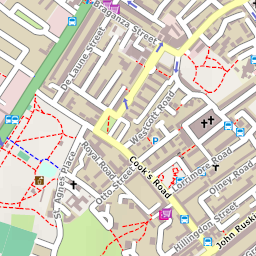 Braganza Street
De Laune Street
Westcott Road
Cook's Road
Lorrimore Road
Olney Road
St Agnes Place
Royal Road
Otto Street
Hillingdon Street
John Ruski
P